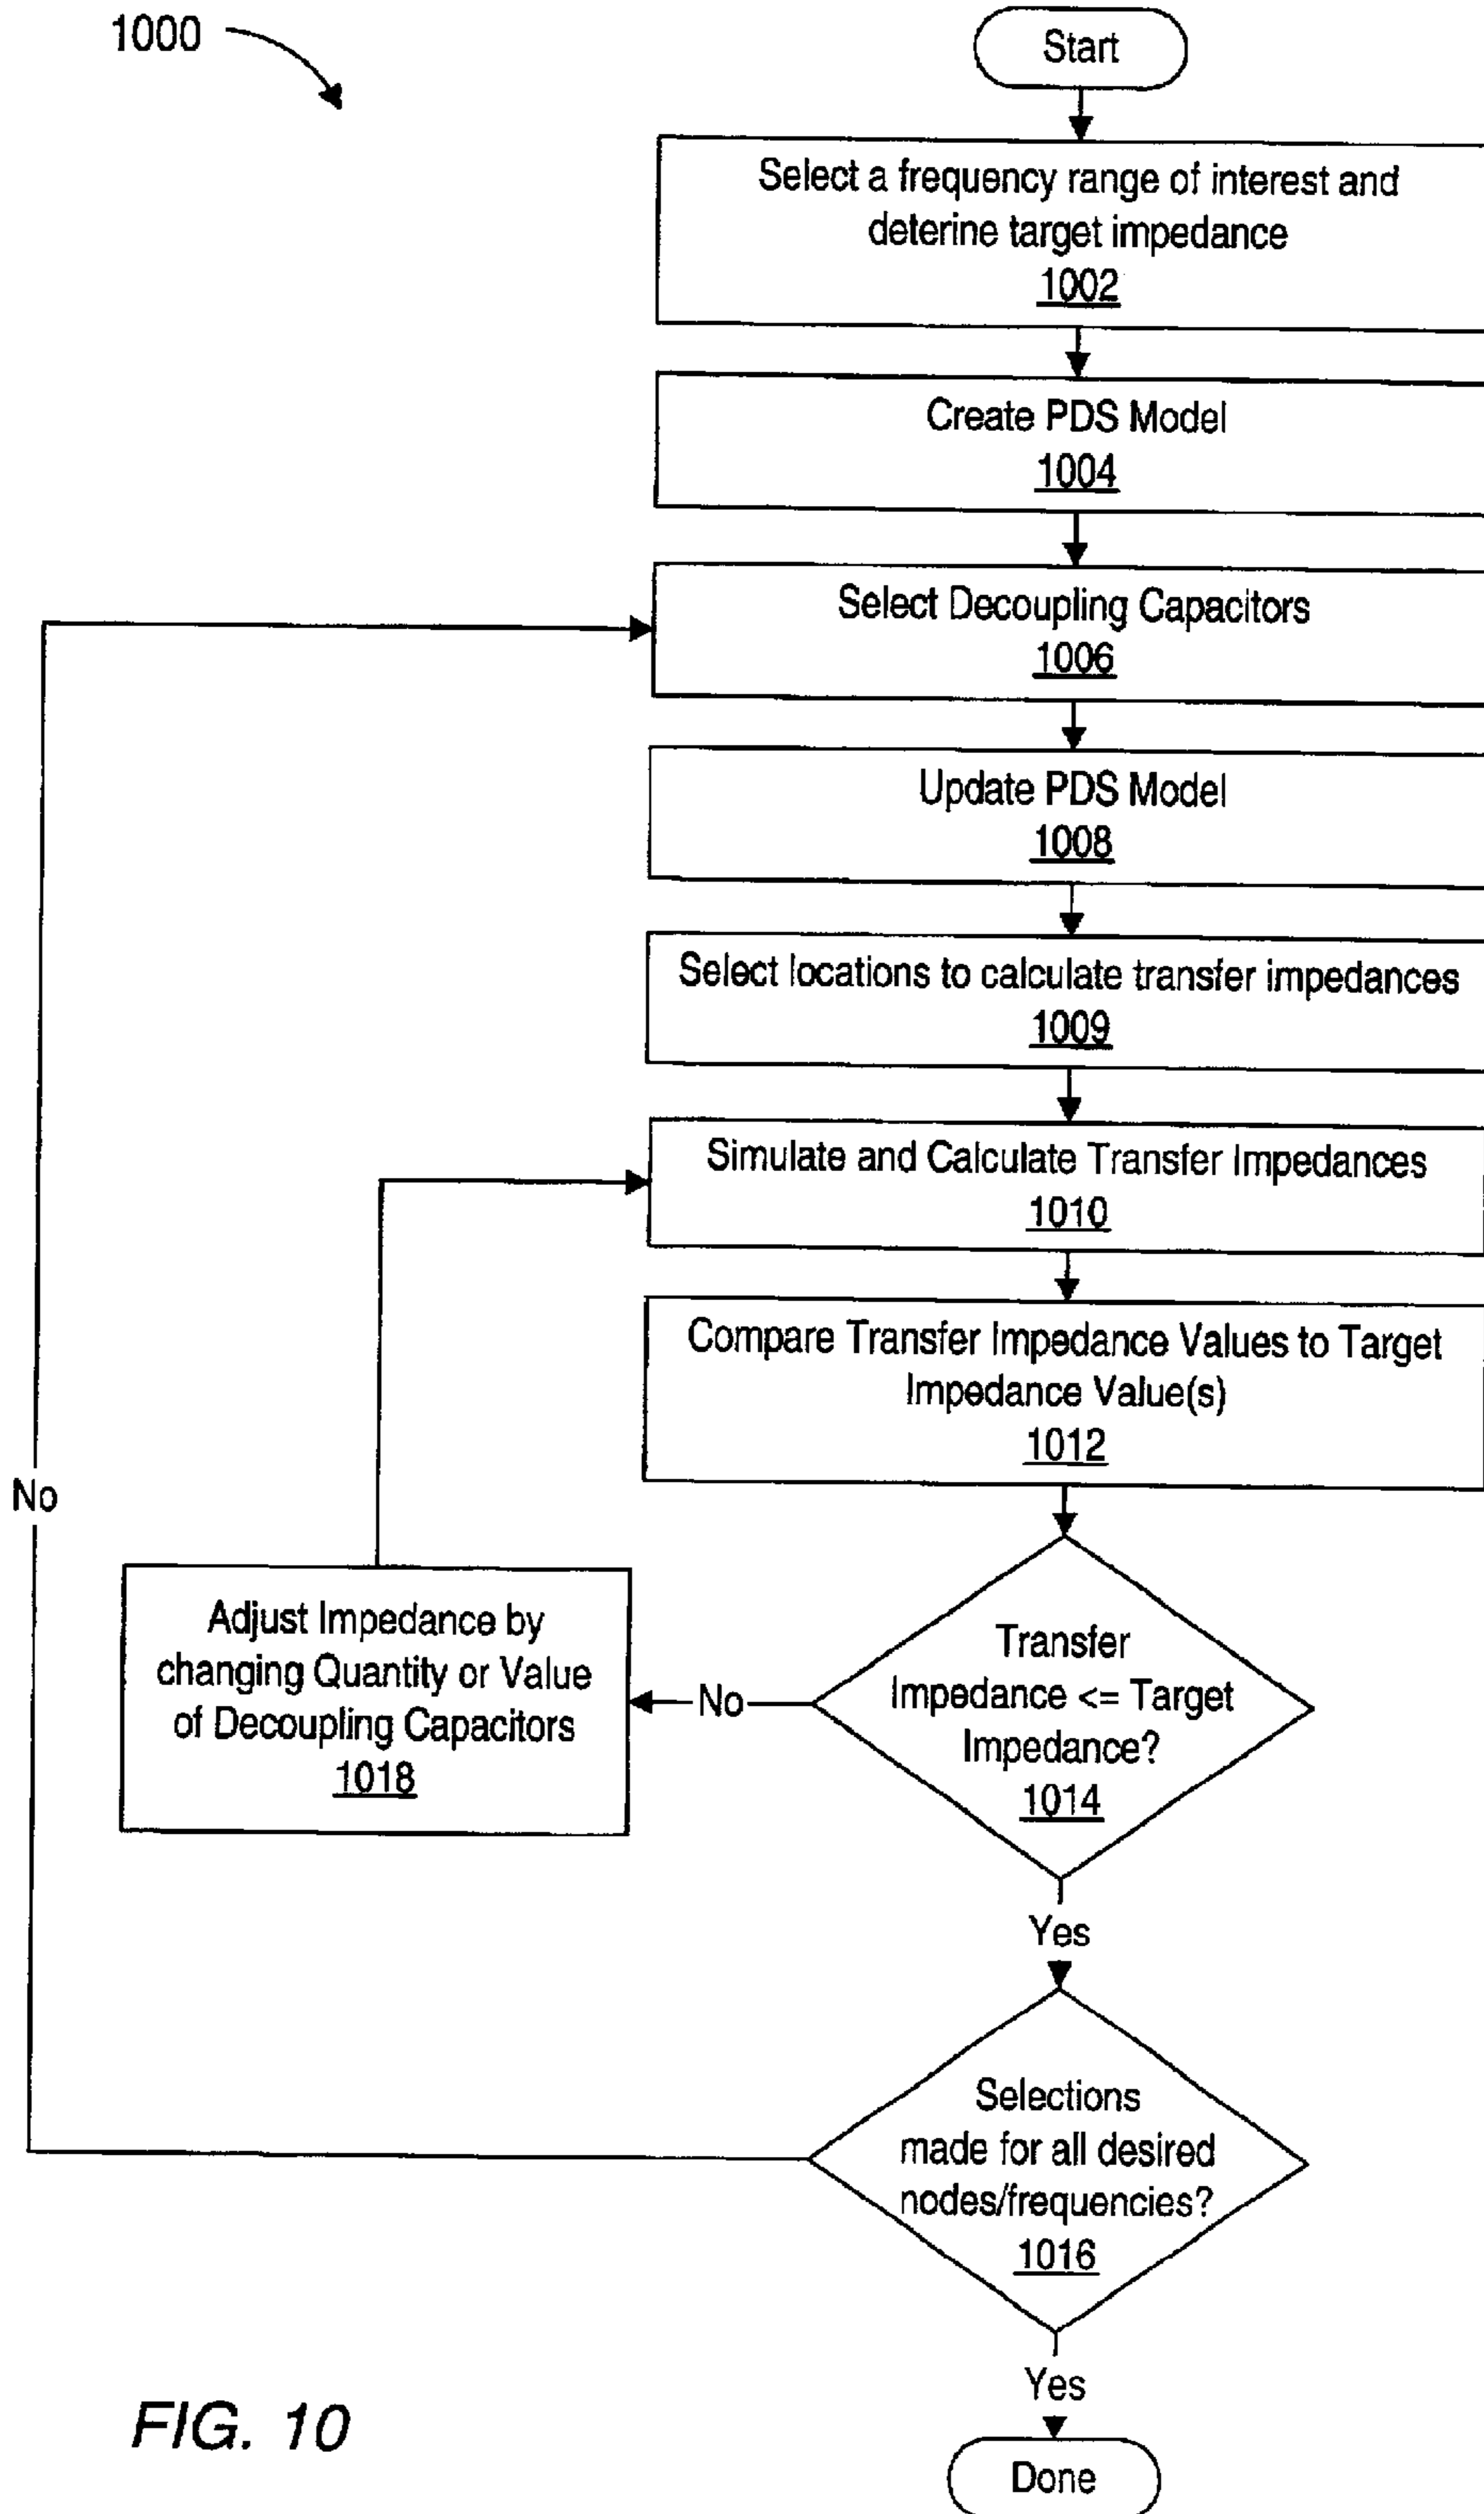 1000
Start
Select a frequency range of interest and
deterine target impedance
1002
Create PDS Model
1004
Select Decoupling Capacitors
1006
Update PDS Model
1008
Select locations to calculate transfer impedances
1009
Simulate and Calculate Transfer Impedances
1010
Compare Transfer Impedance Values to Target
Impedance Value(s)
1012
No
Adjust Impedance by
changing Quantity or Value
of Decoupling Capacitors
1018
No
Transfer
Impedance <= Target
Impedance?
1014
Yes
Selections
made for all desired
nodes/frequencies?
1016
Yes
Done
FIG. 10